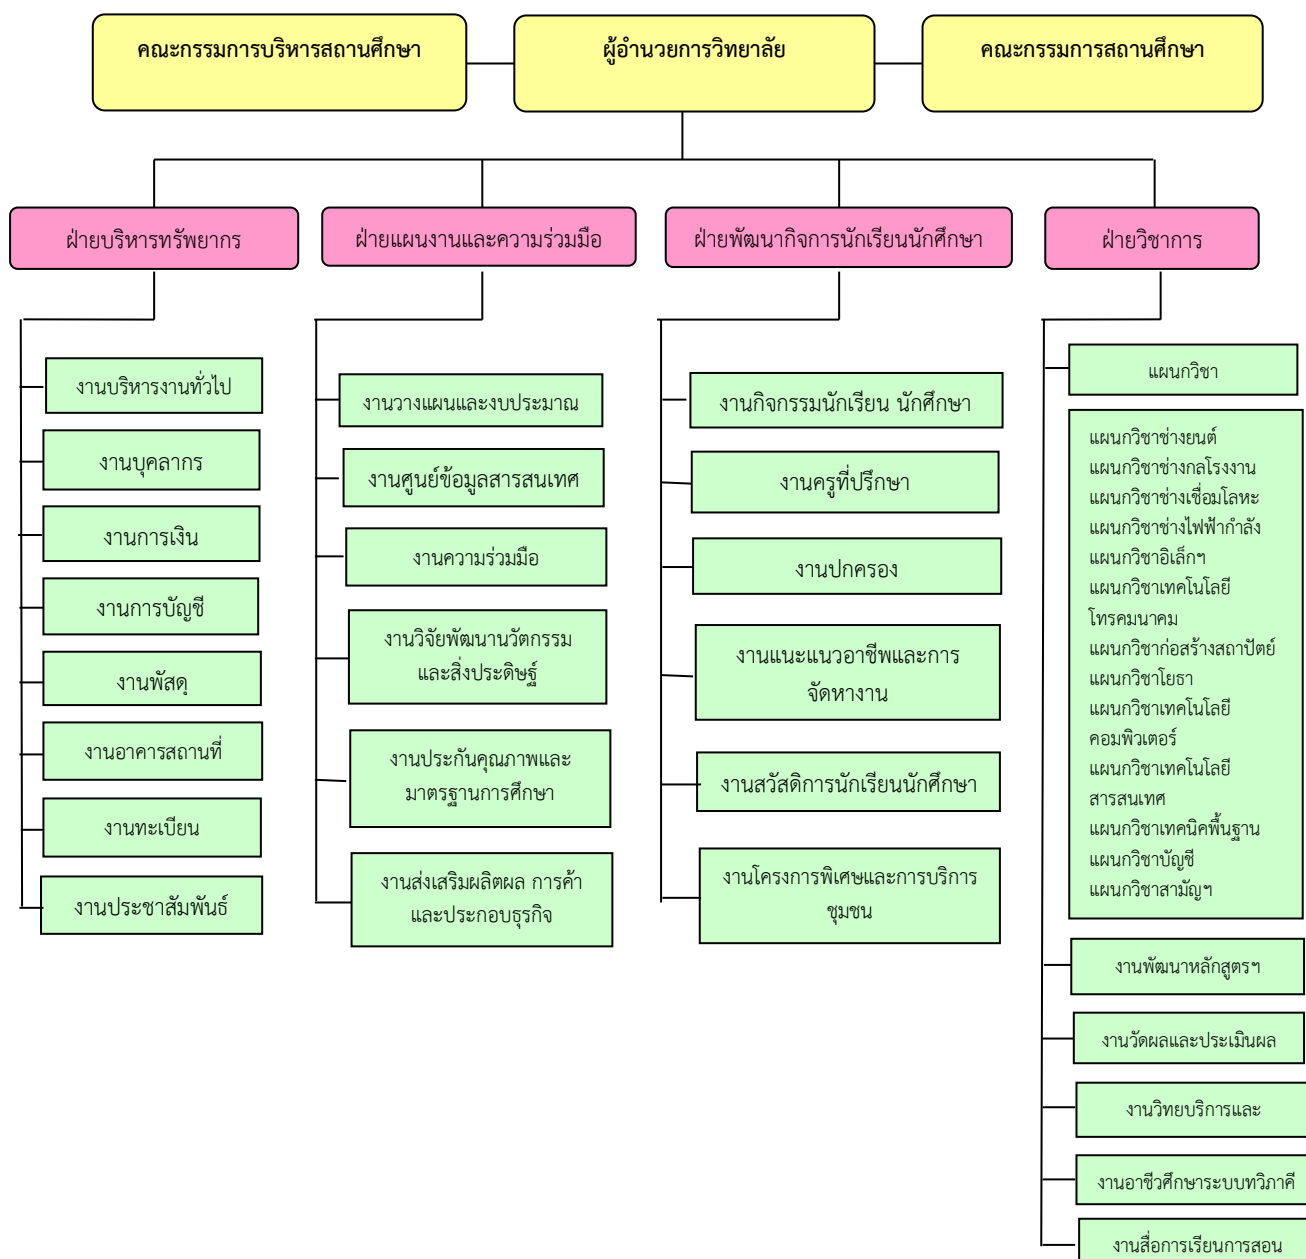 คณะกรรมการบริหารสถานศึกษา
ผู้อำนวยการวิทยาลัย
คณะกรรมการสถานศึกษา
ฝ่ายบริหารทรัพยากร
ฝ่ายแผนงานและความร่วมมือ
ฝ่ายพัฒนากิจการนักเรียนนักศึกษา
ฝ่ายวิชาการ
งานบริหารงานทั่วไป
งานบุคลากร
งานการเงิน
งานการบัญชี
งานพัสดุ
งานอาคารสถานที่
งานทะเบียน
งานประชาสัมพันธ์
งานวางแผนและงบประมาณ
งานศูนย์ข้อมูลสารสนเทศ
งานความร่วมมือ
งานวิจัยพัฒนานวัตกรรม
และสิ่งประดิษฐ์
งานประกันคุณภาพและ
มาตรฐานการศึกษา
งานส่งเสริมผลิตผล การค้า
และประกอบธุรกิจ
งานกิจกรรมนักเรียน นักศึกษา
งานครูที่ปรึกษา
งานปกครอง
งานแนะแนวอาชีพและการ
จัดหางาน
งานสวัสดิการนักเรียนนักศึกษา
งานโครงการพิเศษและการบริการ
ชุมชน
แผนกวิชา
แผนกวิชาช่างยนต์
แผนกวิชาช่างกลโรงงาน
แผนกวิชาช่างเชื่อมโลหะ
แผนกวิชาช่างไฟฟ้ากำลัง
แผนกวิชาอิเล็กฯ
แผนกวิชาเทคโนโลยี
โทรคมนาคม
แผนกวิชาก่อสร้างสถาปัตย์
แผนกวิชาโยธา
แผนกวิชาเทคโนโลยี
คอมพิวเตอร์
แผนกวิชาเทคโนโลยี
สารสนเทศ
แผนกวิชาเทคนิคพื้นฐาน
แผนกวิชาบัญชี
แผนกวิชาสามัญฯ
งานพัฒนาหลักสูตรฯ
งานวัดผลและประเมินผล
งานวิทยบริการและ
งานอาชีวศึกษาระบบทวิภาคี
งานสื่อการเรียนการสอน